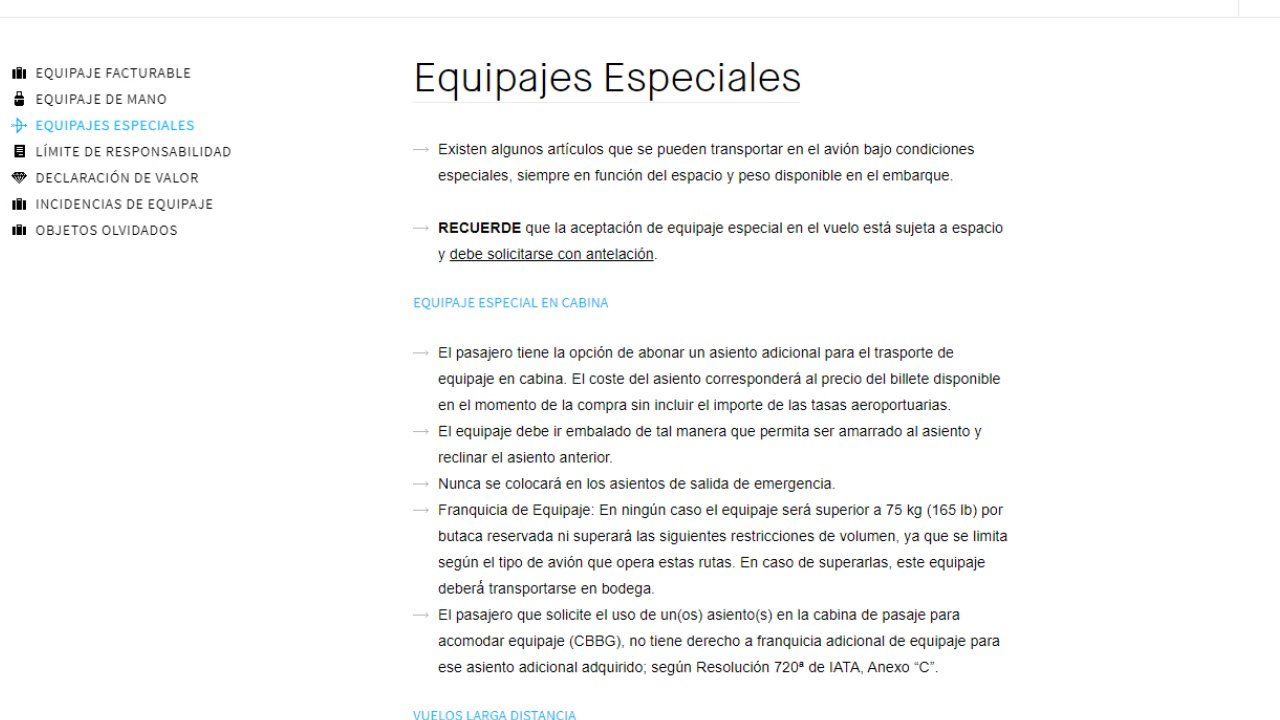 EQUIPAJE FACTURABLE
EQUIPAJE DE MANO
EQUIPAJES ESPECIALES
LÍMITE DE RESPONSABILIDAD
DECLARACIÓN DE VALOR
INCIDENCIAS DE EQUIPAJE
OBJETOS OLVIDADOS
Equipajes Especiales
Existen algunos artículos que se pueden transportar en el avión bajo condiciones
especiales, siempre en función del espacio y peso disponible en el embarque.
RECUERDE que la aceptación de equipaje especial en el vuelo está sujeta a espacio
y debe solicitarse con antelación.
EQUIPAJE ESPECIAL EN CABINA
El pasajero tiene la opción de abonar un asiento adicional para el trasporte de
equipaje en cabina. El coste del asiento corresponderá al precio del billete disponible
en el momento de la compra sin incluir el importe de las tasas aeroportuarias.
El equipaje debe ir embalado de tal manera que permita ser amarrado al asiento y
reclinar el asiento anterior.
Nunca se colocará en los asientos de salida de emergencia.
Franquicia de Equipaje: En ningún caso el equipaje será superior a 75 kg (165 lb) por
butaca reservada ni superará las siguientes restricciones de volumen, ya que se limita
según el tipo de avión que opera estas rutas. En caso de superarlas, este equipaje
deberá transportarse en bodega.
El pasajero que solicite el uso de un(os) asiento(s) en la cabina de pasaje para
acomodar equipaje (CBBG), no tiene derecho a franquicia adicional de equipaje para
ese asiento adicional adquirido; según Resolución 720ª de IATA, Anexo “C”.
VUELOS LARGA DISTANCIA